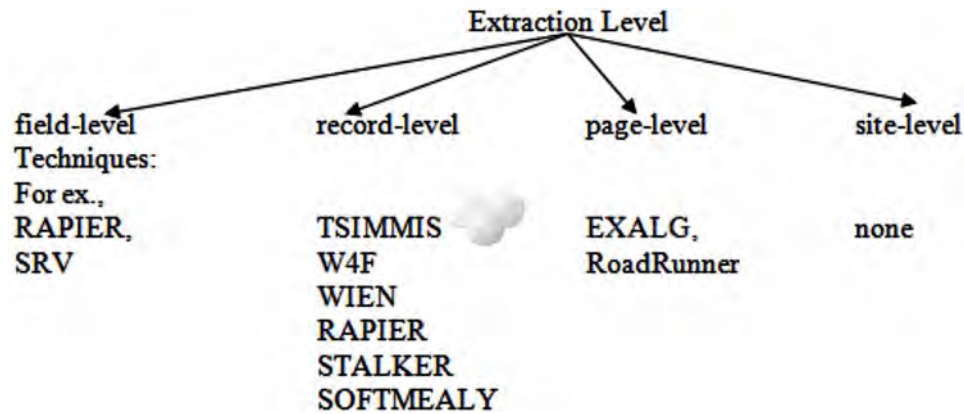 Extraction Level
field-level record-level page-level site-level
Techniques:
For ex.,
RAPIER, TSIMMIS EXALG, none
SRV W4F RoadRunner
WIEN
RAPIER
STALKER
SOFTMEALY